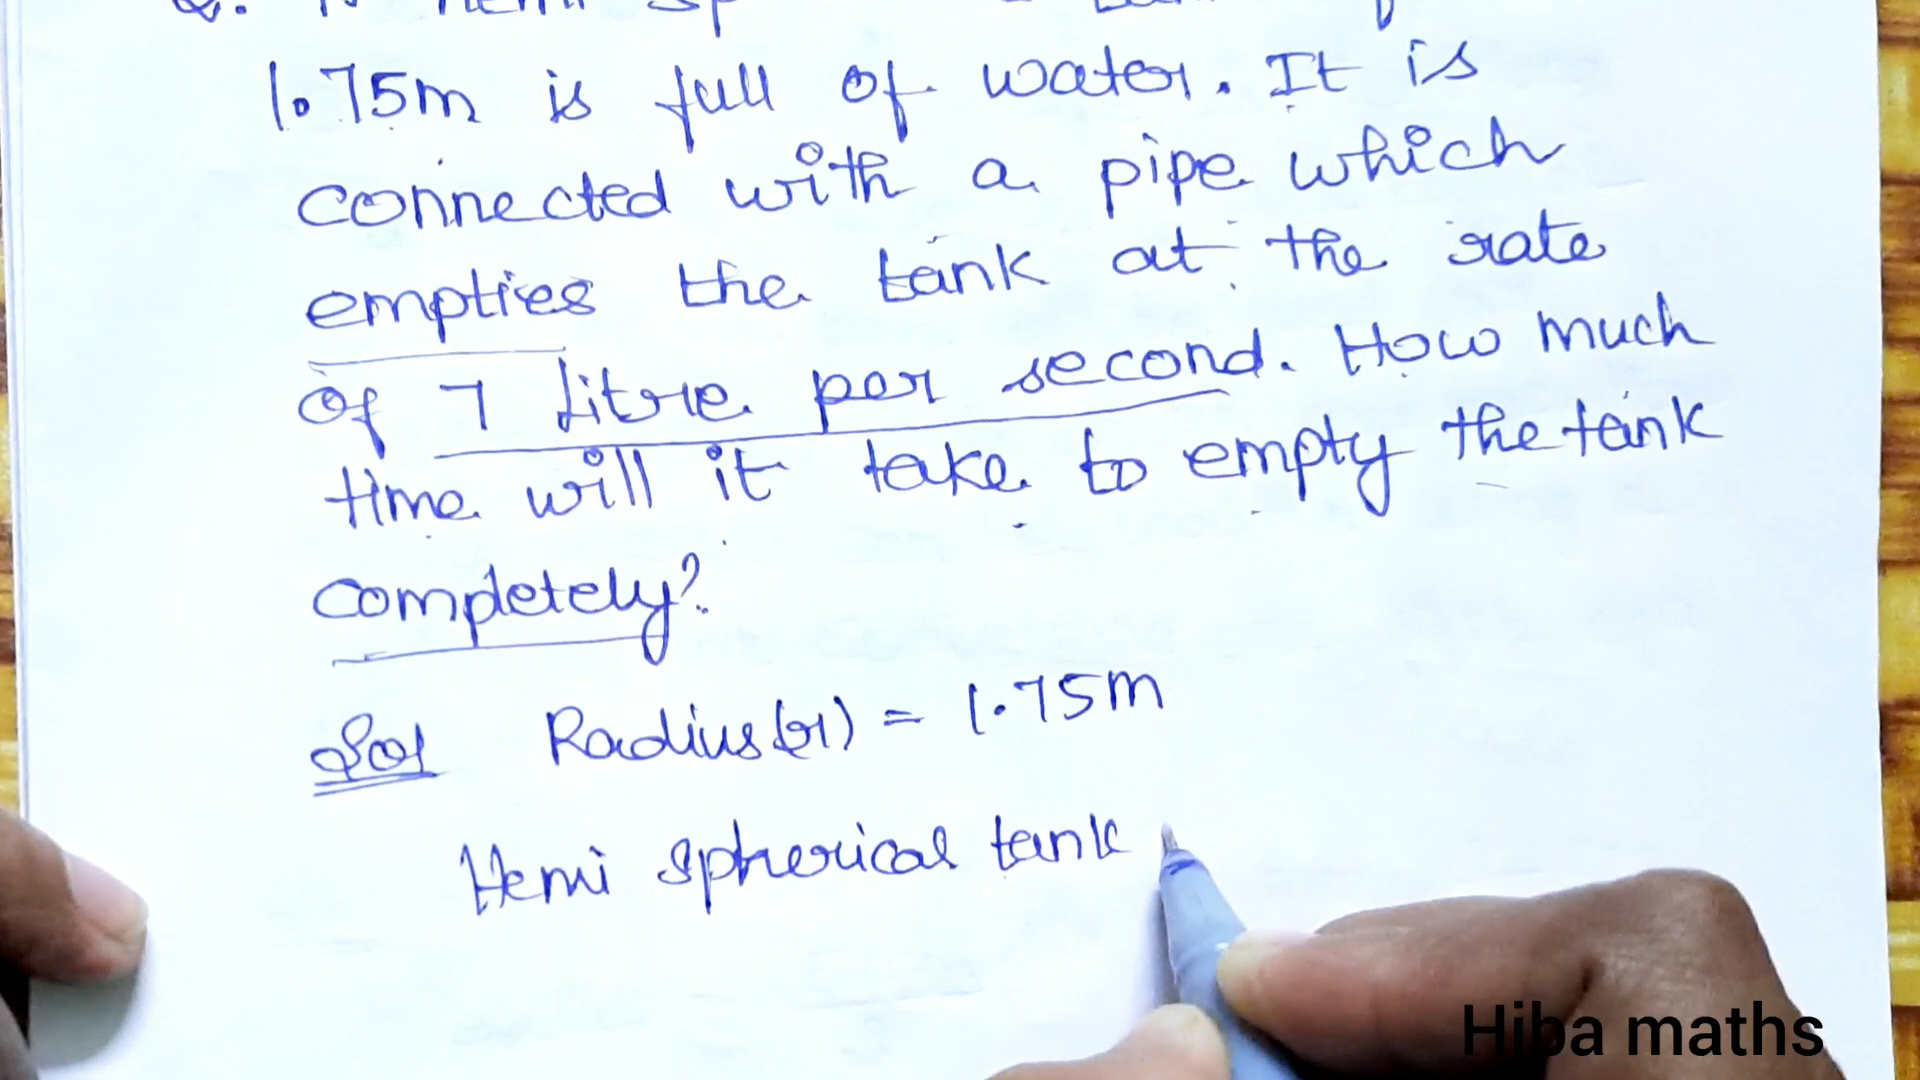 1.75m is full of water. It is
connected with a pipe which
empties the tank at the rate
of 7 Litre per second. How much
time will it take to empty the tank
completely?
Sol Radius(r) = 1.75m
Hemi spherical tank
Hiba maths